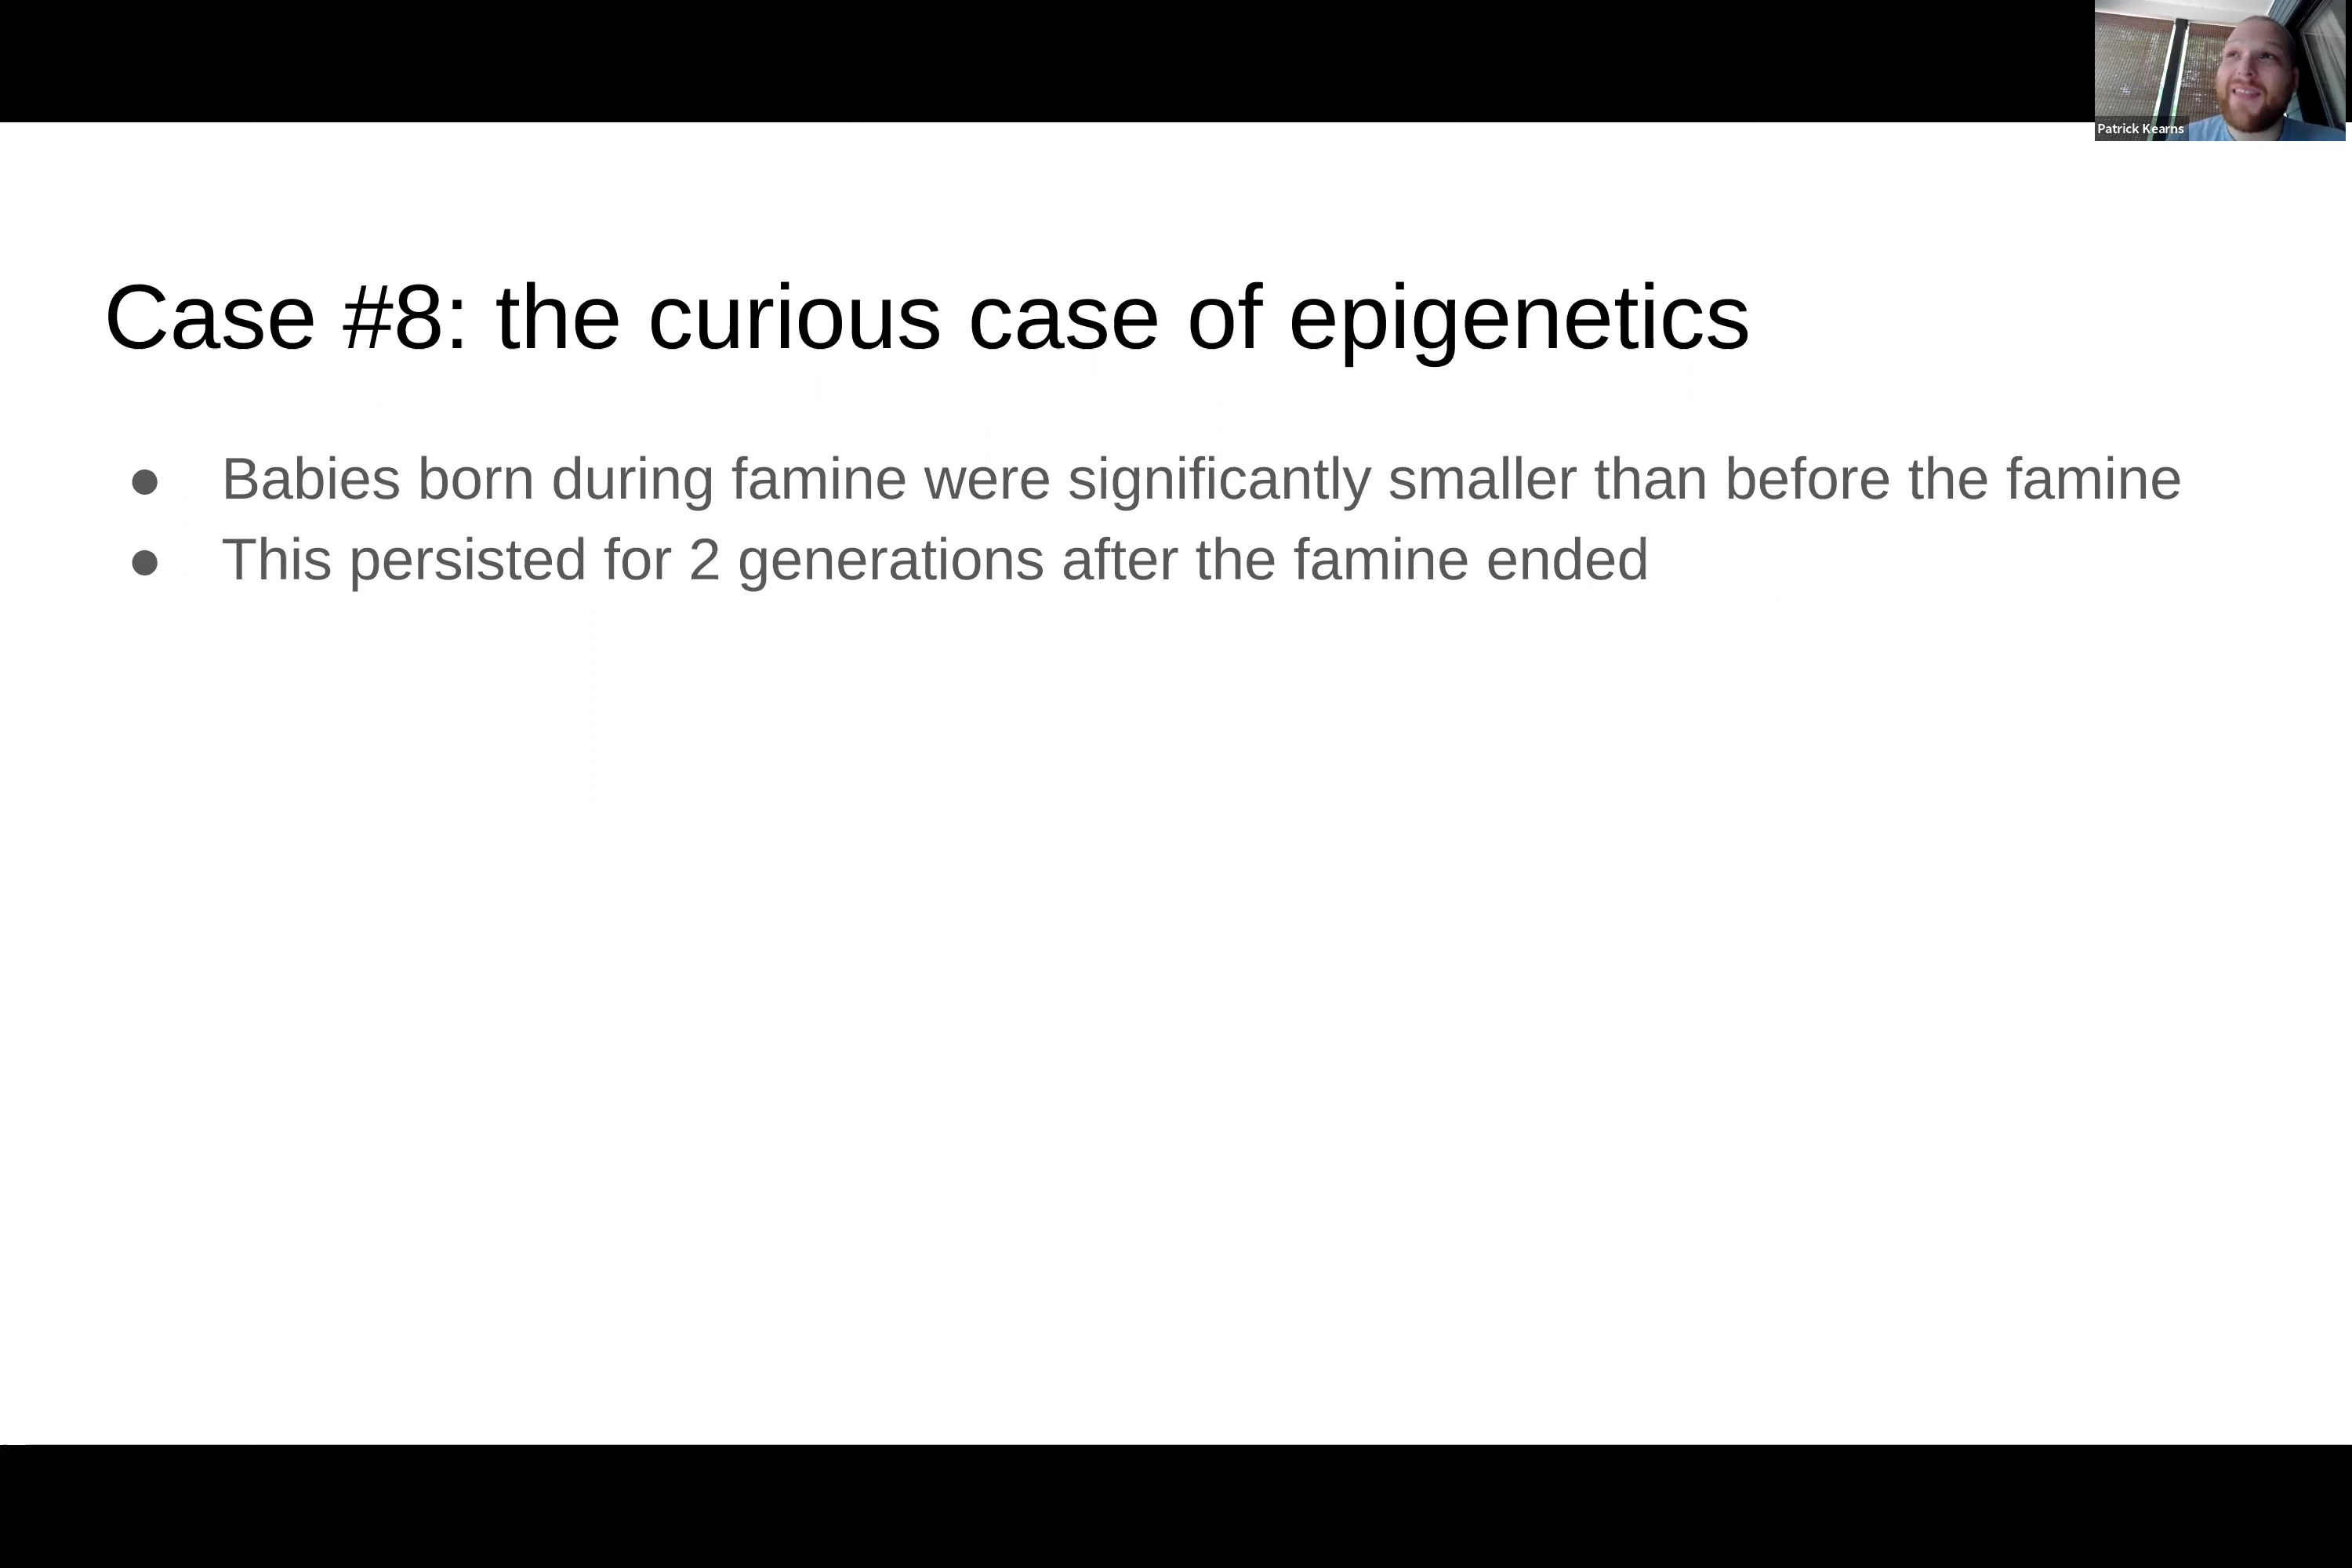 Patrick Kearns
Case #8: the curious case of epigenetics
● Babies born during famine were significantly smaller than before the famine
● This persisted for 2 generations after the famine ended